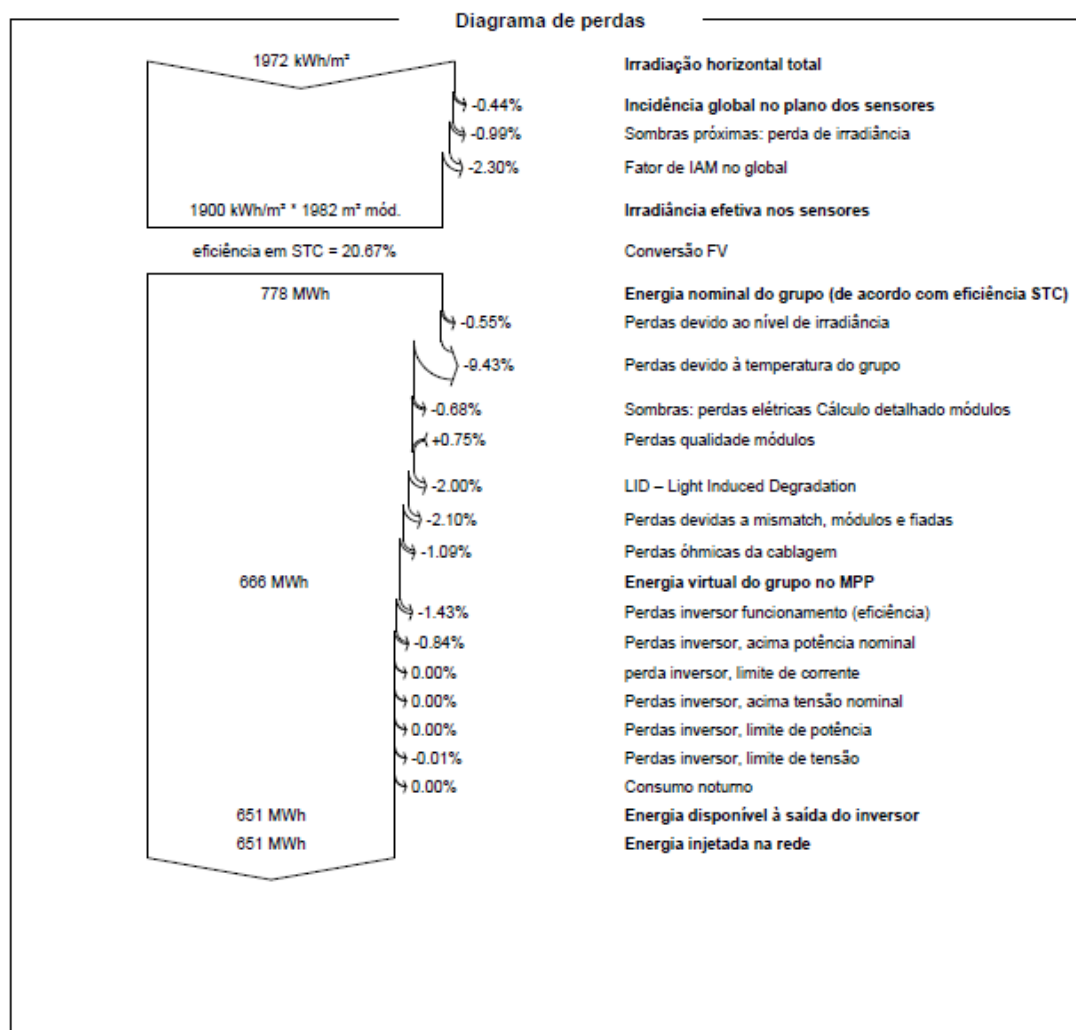 Diagrama de perdas
1972 kWh/m² Irradiação horizontal total
-0.44% Incidência global no plano dos sensores
-0.99% Sombras próximas: perda de irradiância
-2.30% Fator de IAM no global
1900 kWh/m² * 1982 m² mód. Irradiância efetiva nos sensores
eficiência em STC = 20.67% Conversão FV
778 MWh Energia nominal do grupo (de acordo com eficiência STC)
-0.55% Perdas devido ao nível de irradiância
-9.43% Perdas devido à temperatura do grupo
-0.68% Sombras: perdas elétricas Cálculo detalhado módulos
+0.75% Perdas qualidade módulos
-2.00% LID – Light Induced Degradation
-2.10% Perdas devidas a mismatch, módulos e fiadas
-1.09% Perdas óhmicas da cablagem
666 MWh Energia virtual do grupo no MPP
-1.43% Perdas inversor funcionamento (eficiência)
-0.84% Perdas inversor, acima potência nominal
0.00% perda inversor, limite de corrente
0.00% Perdas inversor, acima tensão nominal
0.00% Perdas inversor, limite de potência
-0.01% Perdas inversor, limite de tensão
0.00% Consumo noturno
651 MWh Energia disponível à saída do inversor
651 MWh Energia injetada na rede